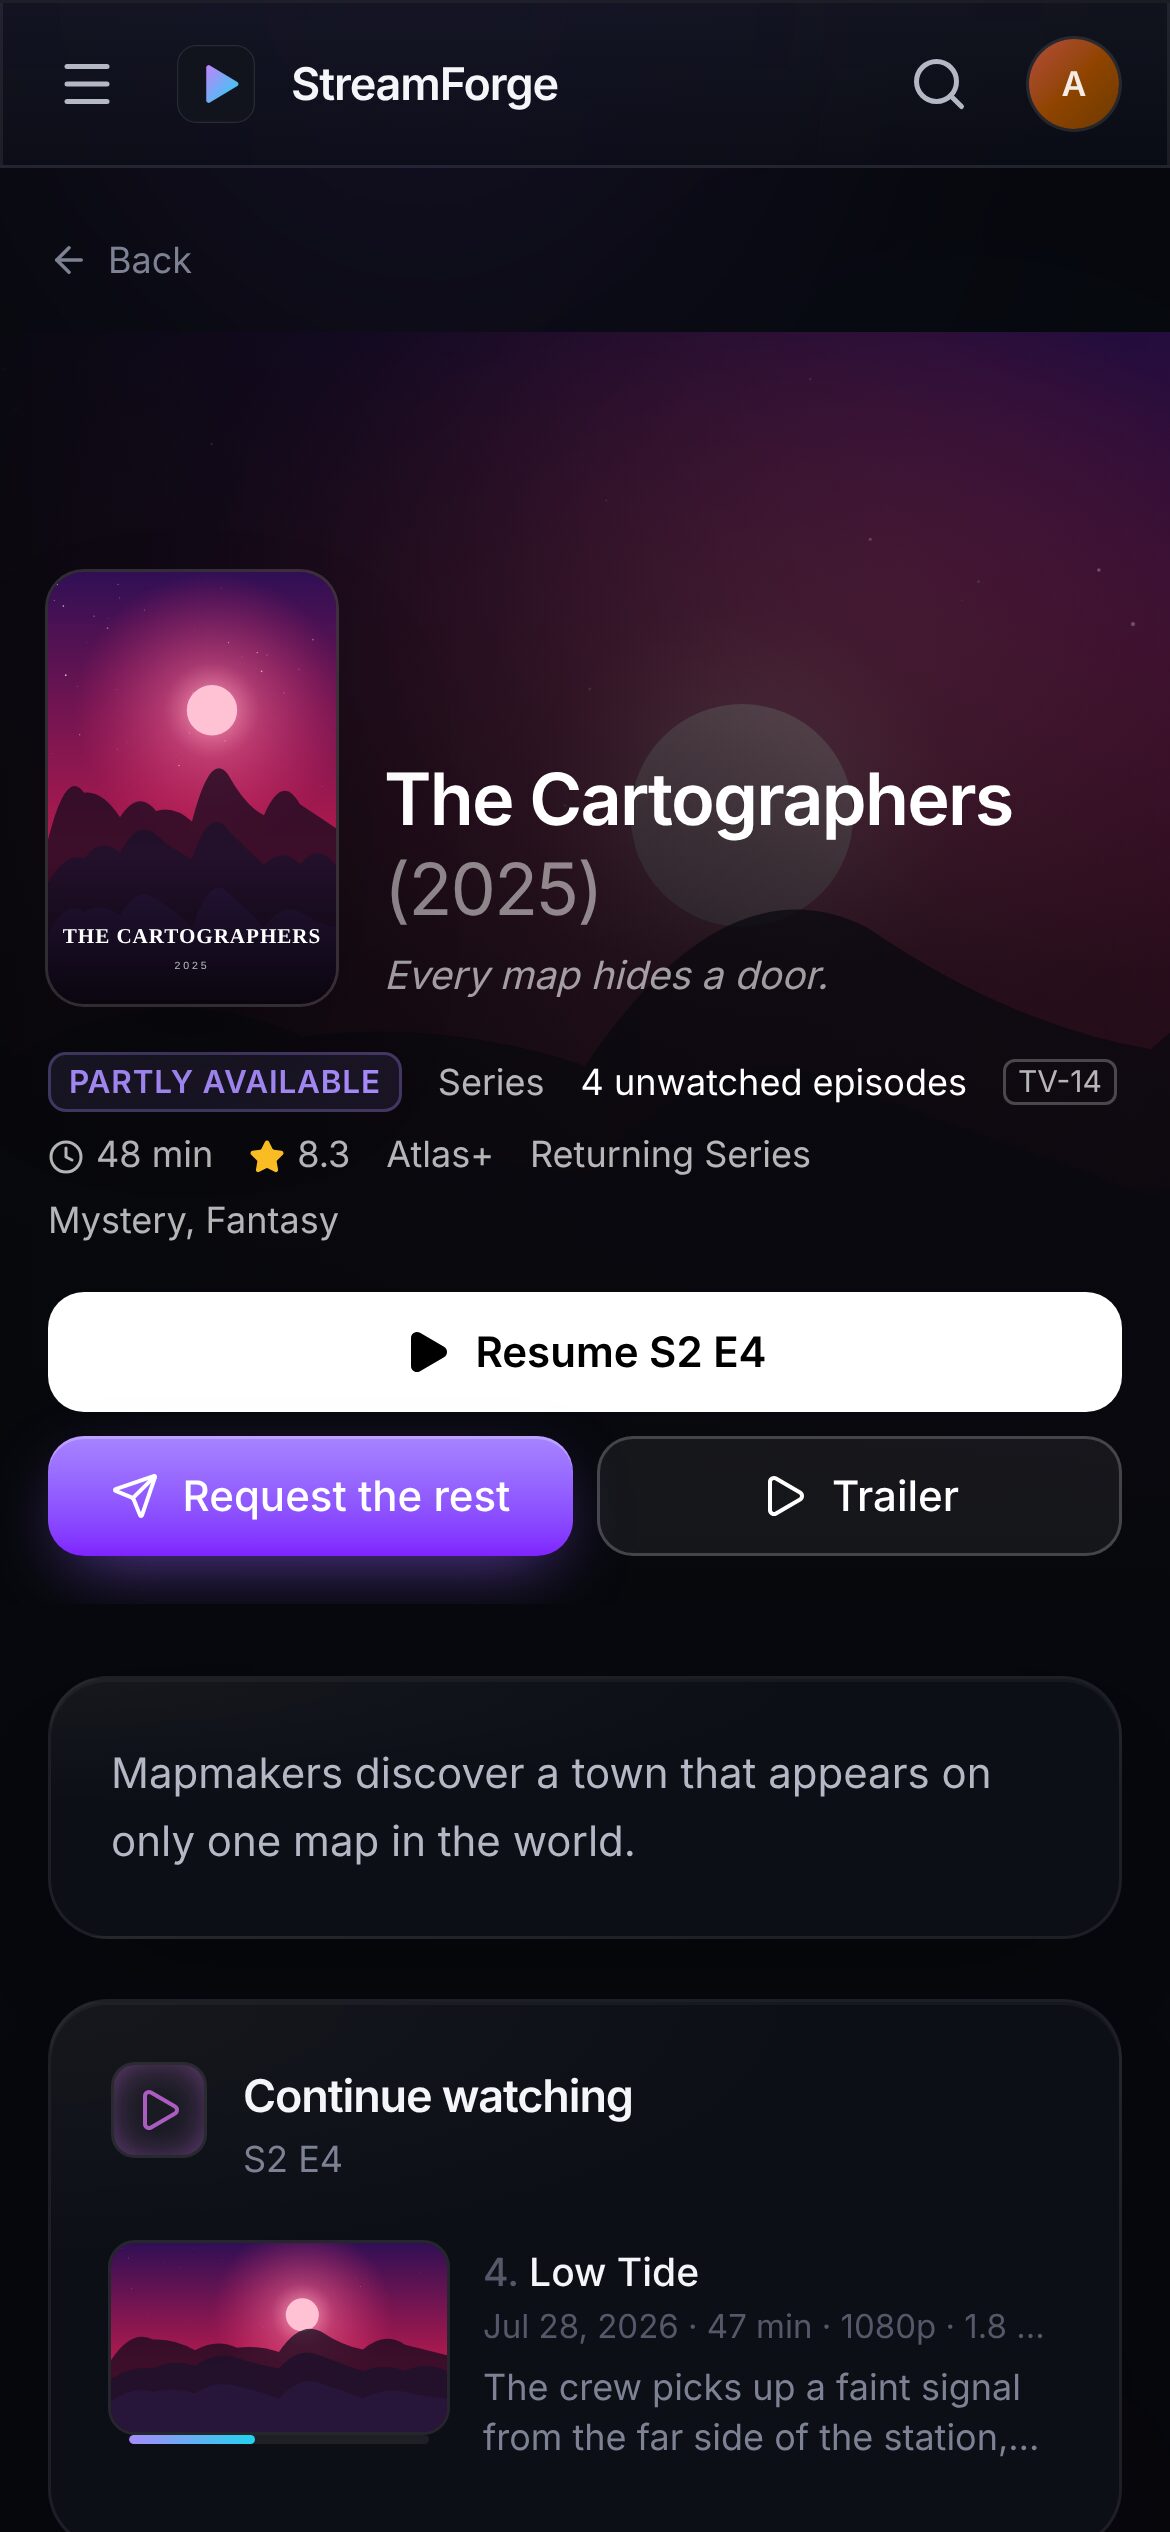 StreamForge
A
Back
The Cartographers
(2025)
Every map hides a door.
THE CARTOGRAPHERS
2025
PARTLY AVAILABLE Series 4 unwatched episodes TV-14
48 min 8.3 Atlas+ Returning Series
Mystery, Fantasy
Resume S2 E4
Request the rest
Trailer
Mapmakers discover a town that appears on
only one map in the world.
Continue watching
S2 E4
4. Low Tide
Jul 28, 2026 · 47 min · 1080p · 1.8 ...
The crew picks up a faint signal
from the far side of the station,...